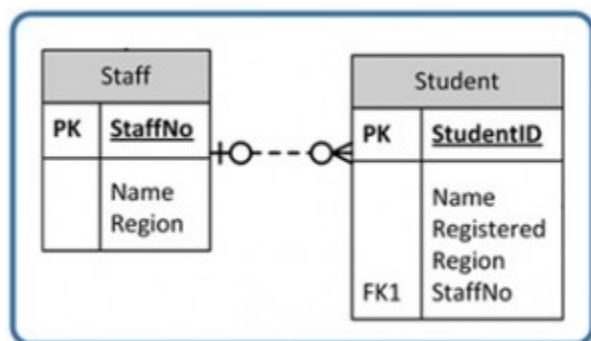 Staff
PK StaffNo
Name
Region
Student
PK StudentID
Name
Registered
Region
FK1 StaffNo